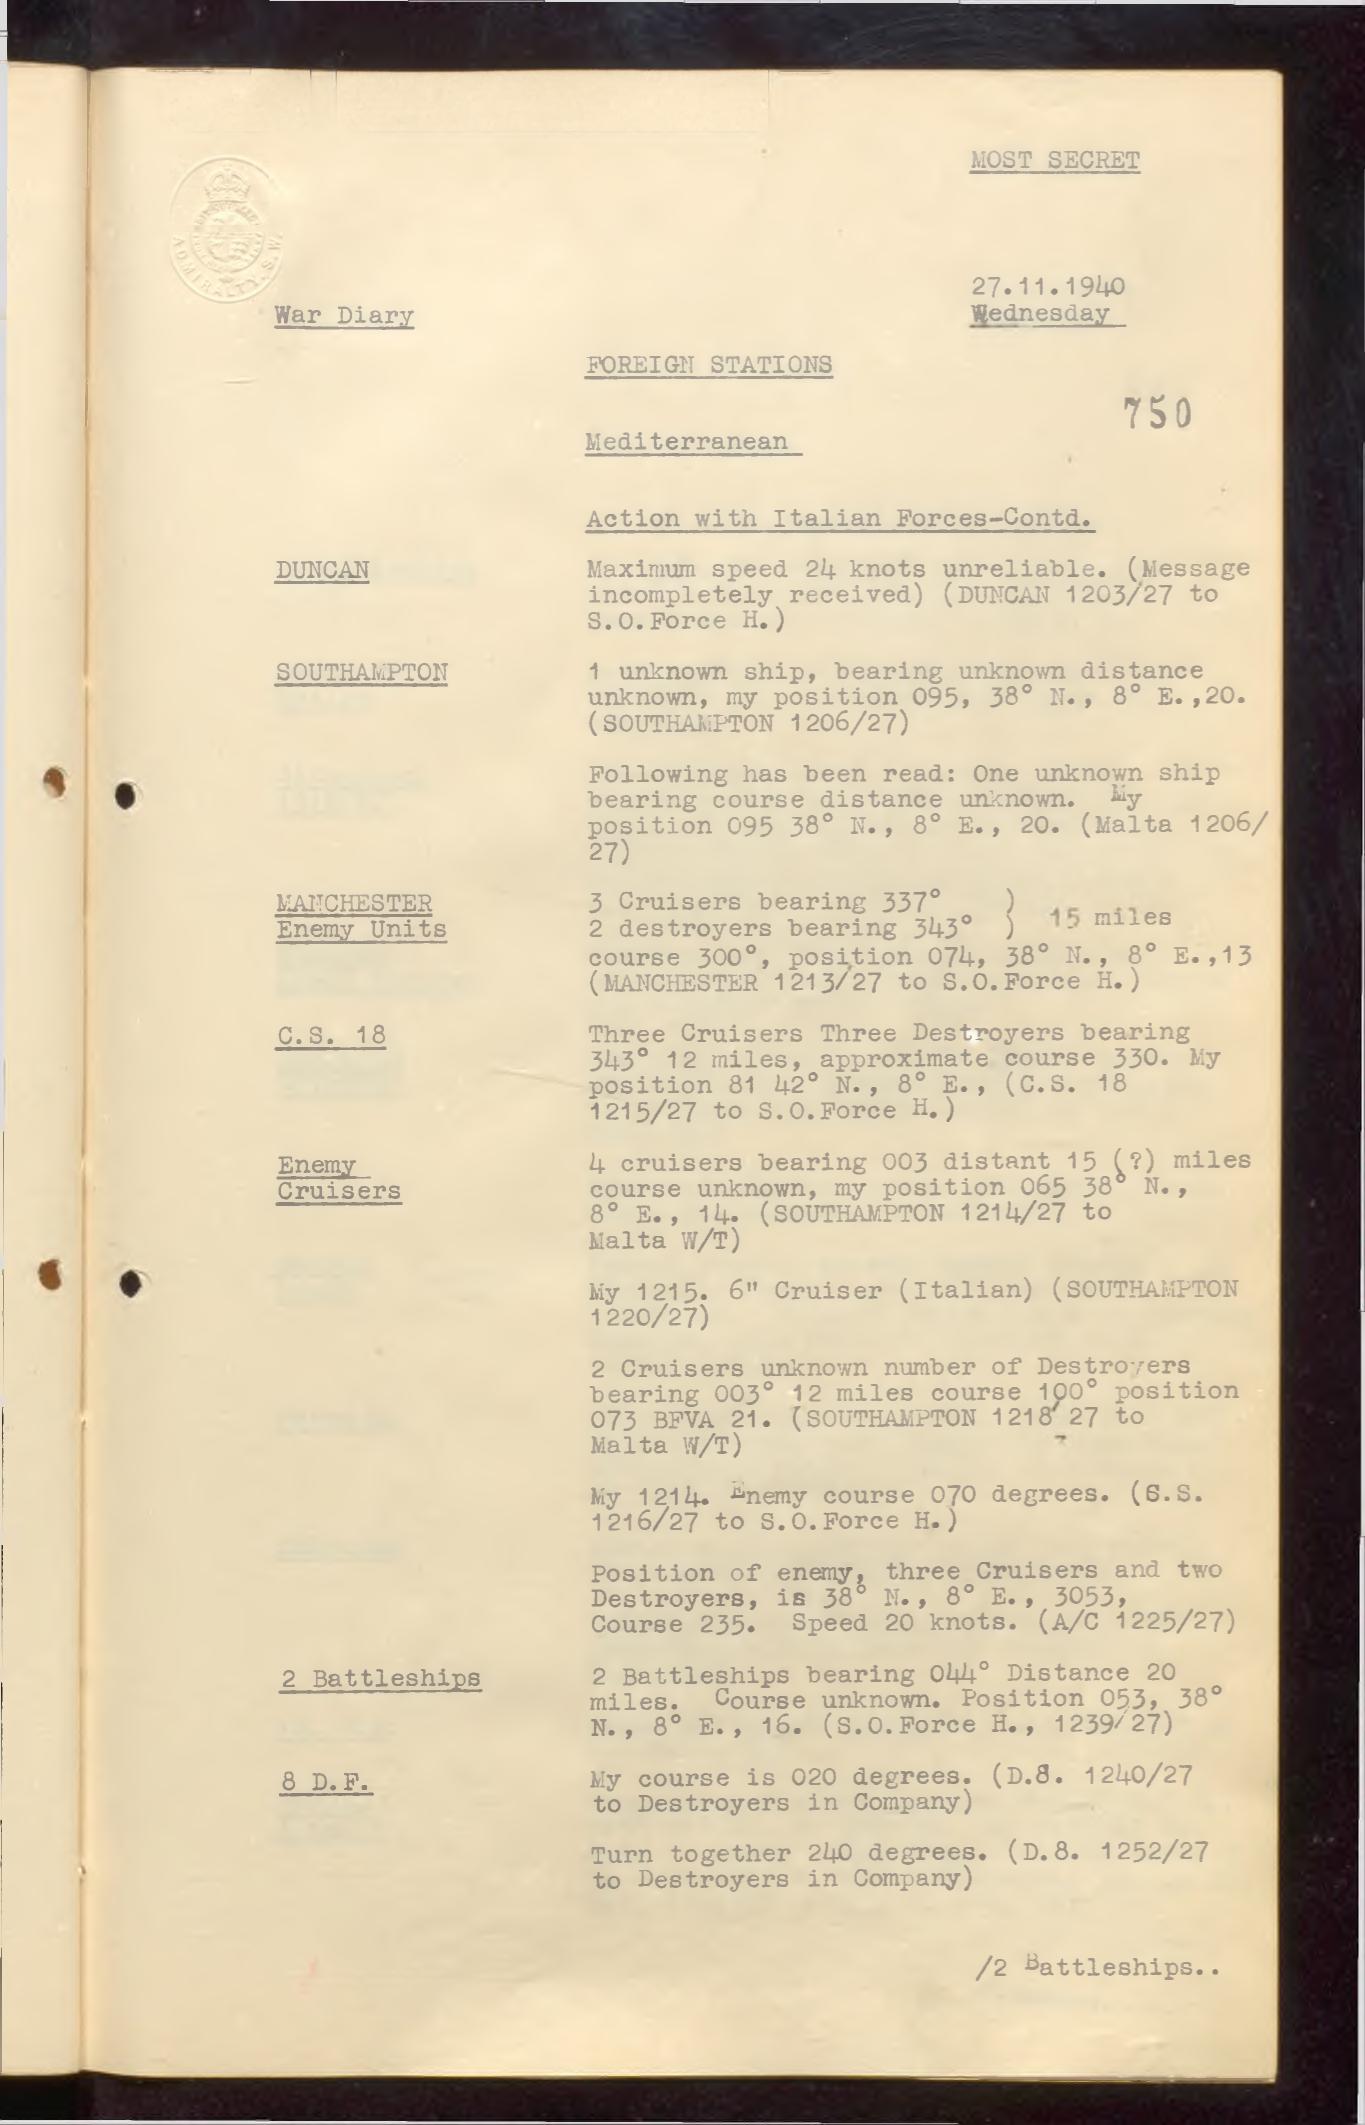 MOST SECRET
ADMIRALTY. S.W.
27.11.1940
War Diary
Wednesday
FOREIGN STATIONS
750
Mediterranean
Action with Italian Forces-Contd.
DUNCAN
Maximum speed 24 knots unreliable. (Message
incompletely received) (DUNCAN 1203/27 to
S.O.Force H.)
SOUTHAMPTON
1 unknown ship, bearing unknown distance
unknown, my position 095, 38° N., 8° E.,20.
(SOUTHAMPTON 1206/27)
Following has been read: One unknown ship
bearing course distance unknown. My
position 095 38° N., 8° E., 20. (Malta 1206/
27)
MANCHESTER
Enemy Units
3 Cruisers bearing 337° )
2 destroyers bearing 343° ) 15 miles
course 300°, position 074, 38° N., 8° E.,13
(MANCHESTER 1213/27 to S.O.Force H.)
C.S. 18
Three Cruisers Three Destroyers bearing
343° 12 miles, approximate course 330. My
position 81 42° N., 8° E., (C.S. 18
1215/27 to S.O.Force H.)
Enemy
Cruisers
4 cruisers bearing 003 distant 15 (?) miles
course unknown, my position 065 38° N.,
8° E., 14. (SOUTHAMPTON 1214/27 to
Malta W/T)
My 1215. 6" Cruiser (Italian) (SOUTHAMPTON
1220/27)
2 Cruisers unknown number of Destroyers
bearing 003° 12 miles course 100° position
073 BFVA 21. (SOUTHAMPTON 1218/27 to
Malta W/T)
My 1214. Enemy course 070 degrees. (S.S.
1216/27 to S.O.Force H.)
Position of enemy, three Cruisers and two
Destroyers, is 38° N., 8° E., 3053,
Course 235. Speed 20 knots. (A/C 1225/27)
2 Battleships
2 Battleships bearing 044° Distance 20
miles. Course unknown. Position 053, 38°
N., 8° E., 16. (S.O.Force H., 1239/27)
8 D.F.
My course is 020 degrees. (D.8. 1240/27
to Destroyers in Company)
Turn together 240 degrees. (D.8. 1252/27
to Destroyers in Company)
/2 Battleships..